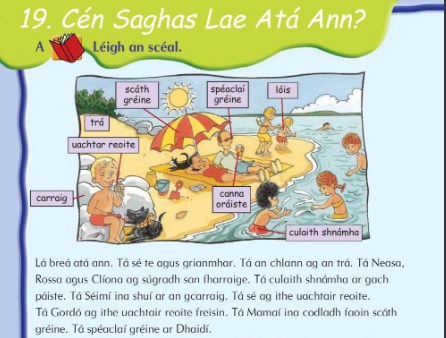 19. Cén Saghas Lae Atá Ann?
A Léigh an scéal.
scáth
gréine
spéaclaí
gréine
lóis
trá
uachtar reoite
carraig
canna
oráiste
culaith shnámha
Lá breá atá ann. Tá sé te agus grianmhar. Tá an chlann ag an trá. Tá Neasa,
Rossa agus Clíona ag súgradh san fharraige. Tá culaith shnámha ar gach
páiste. Tá Séimí ina shuí ar an gcarraig. Tá sé ag ithe uachtair reoite.
Tá Gordó ag ithe uachtair reoite freisin. Tá Mamaí ina codladh faoin scáth
gréine. Tá spéaclaí gréine ar Dhaidí.